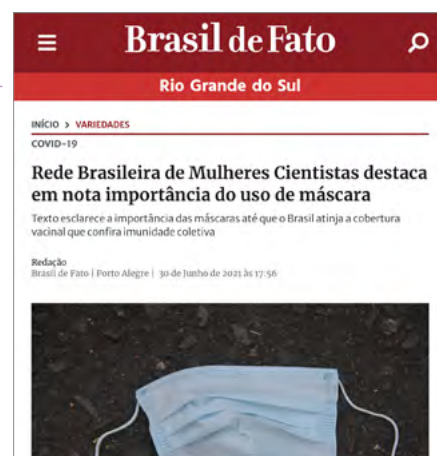 Brasil de Fato
Rio Grande do Sul
INÍCIO > VARIEDADES
COVID-19
Rede Brasileira de Mulheres Cientistas destaca
em nota importância do uso de máscara
Texto esclarece a importância das máscaras até que o Brasil atinja a cobertura
vacinal que confira imunidade coletiva
Redação
Brasil de Fato | Porto Alegre | 30 de Junho de 2021 às 17:56